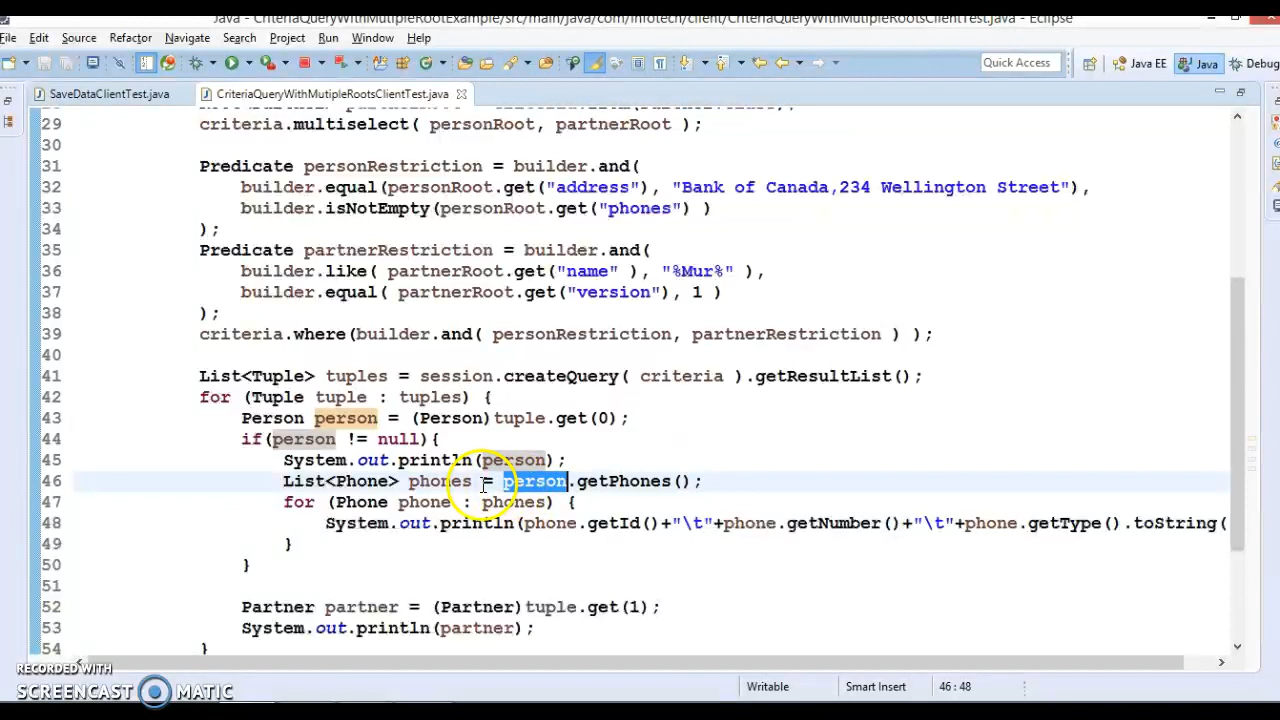 Java - CriteriaQueryWithMutipleRootExample/src/main/java/com/infotech/client/CriteriaQueryWithMutipleRootsClientTest.java - Eclipse
File Edit Source Refactor Navigate Search Project Run Window Help
Quick Access Java EE Java Debug
SaveDataClientTest.java CriteriaQueryWithMutipleRootsClientTest.java
29 criteria.multiselect( personRoot, partnerRoot );
30
31 Predicate personRestriction = builder.and(
32 builder.equal(personRoot.get("address"), "Bank of Canada,234 Wellington Street"),
33 builder.isNotEmpty(personRoot.get("phones") )
34 );
35 Predicate partnerRestriction = builder.and(
36 builder.like( partnerRoot.get("name" ), "%Mur%" ),
37 builder.equal( partnerRoot.get("version"), 1 )
38 );
39 criteria.where(builder.and( personRestriction, partnerRestriction ) );
40
41 List<Tuple> tuples = session.createQuery( criteria ).getResultList();
42 for (Tuple tuple : tuples) {
43 Person person = (Person)tuple.get(0);
44 if(person != null){
45 System.out.println(person);
46 List<Phone> phones = person.getPhones();
47 for (Phone phone : phones) {
48 System.out.println(phone.getId()+"\t"+phone.getNumber()+"\t"+phone.getType().toString(
49 }
50 }
51
52 Partner partner = (Partner)tuple.get(1);
53 System.out.println(partner);
54 }
RECORDED WITH
SCREENCAST MATIC
Writable Smart Insert 46 : 48